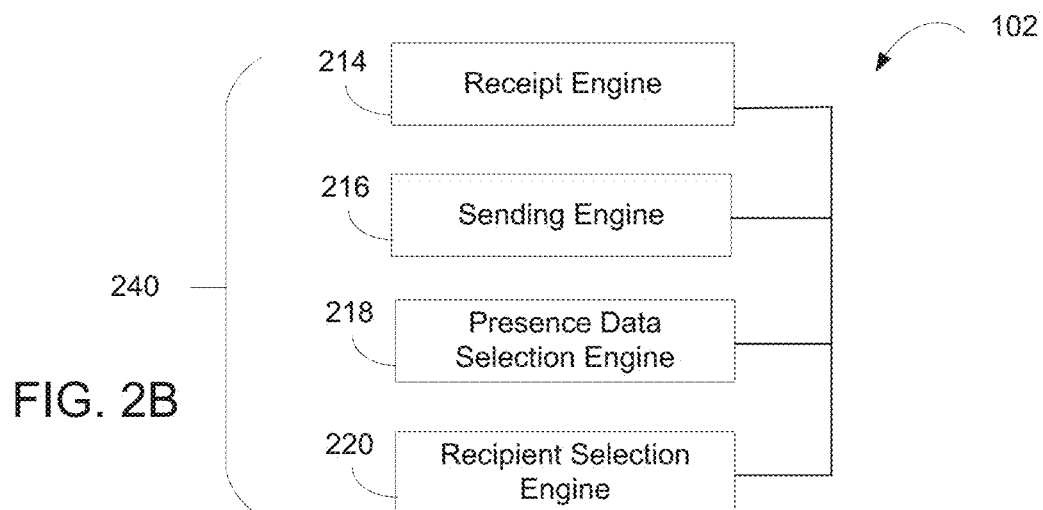 102
214
Receipt Engine
216
Sending Engine
240
218
Presence Data
Selection Engine
FIG. 2B
220
Recipient Selection
Engine